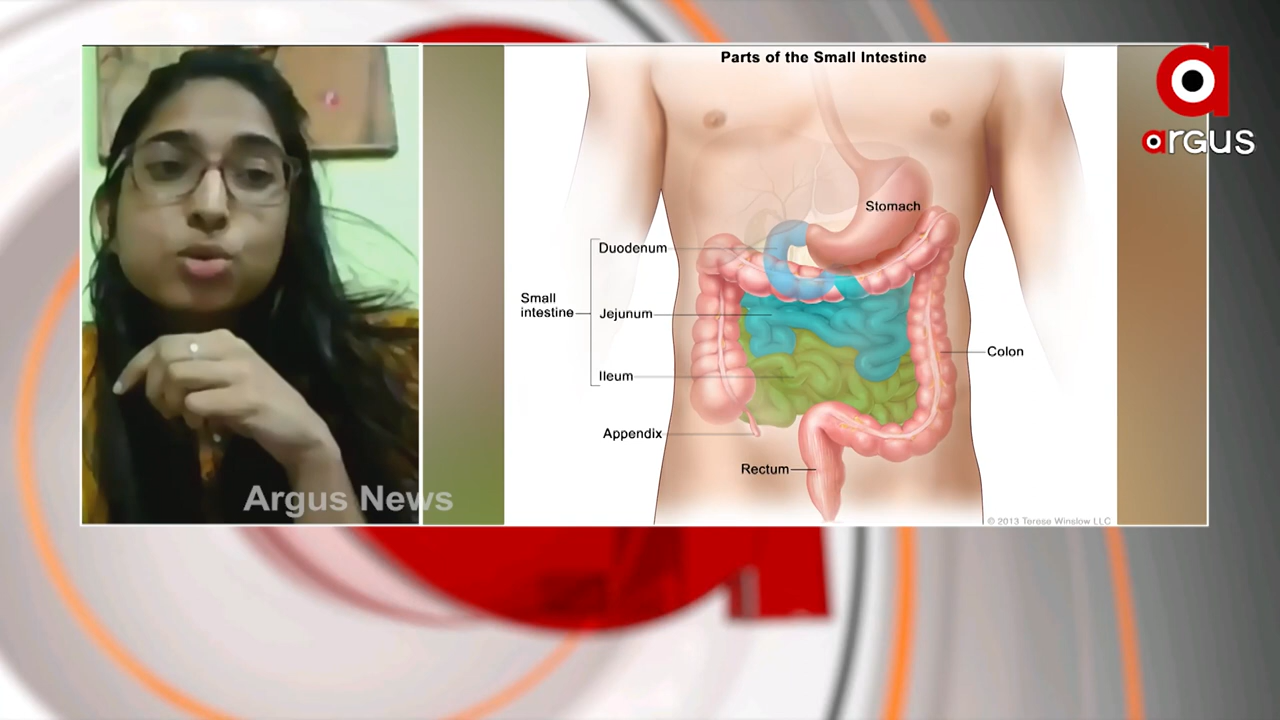 Parts of the Small Intestine
argus
Stomach
Duodenum
Small
intestine
Jejunum
Colon
Ileum
Appendix
Rectum
Argus News
© 2013 Terese Winslow LLC